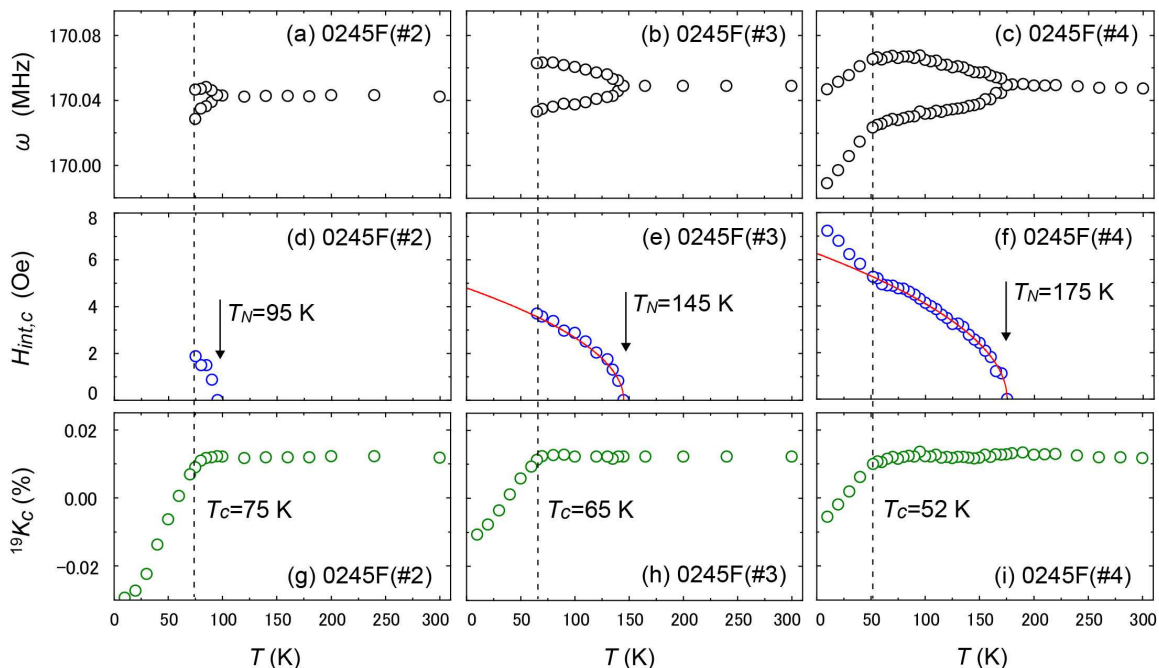 (a) 0245F(#2)
(b) 0245F(#3)
(c) 0245F(#4)
170.08
170.04
170.00
ω (MHz)
(d) 0245F(#2)
(e) 0245F(#3)
(f) 0245F(#4)
8
6
4
2
0
H_int,c (Oe)
T_N=95 K
T_N=145 K
T_N=175 K
0.02
0.00
−0.02
¹⁹K_c (%)
T_c=75 K
T_c=65 K
T_c=52 K
(g) 0245F(#2)
(h) 0245F(#3)
(i) 0245F(#4)
0 50 100 150 200 250 300
0 50 100 150 200 250 300
0 50 100 150 200 250 300
T (K)
T (K)
T (K)